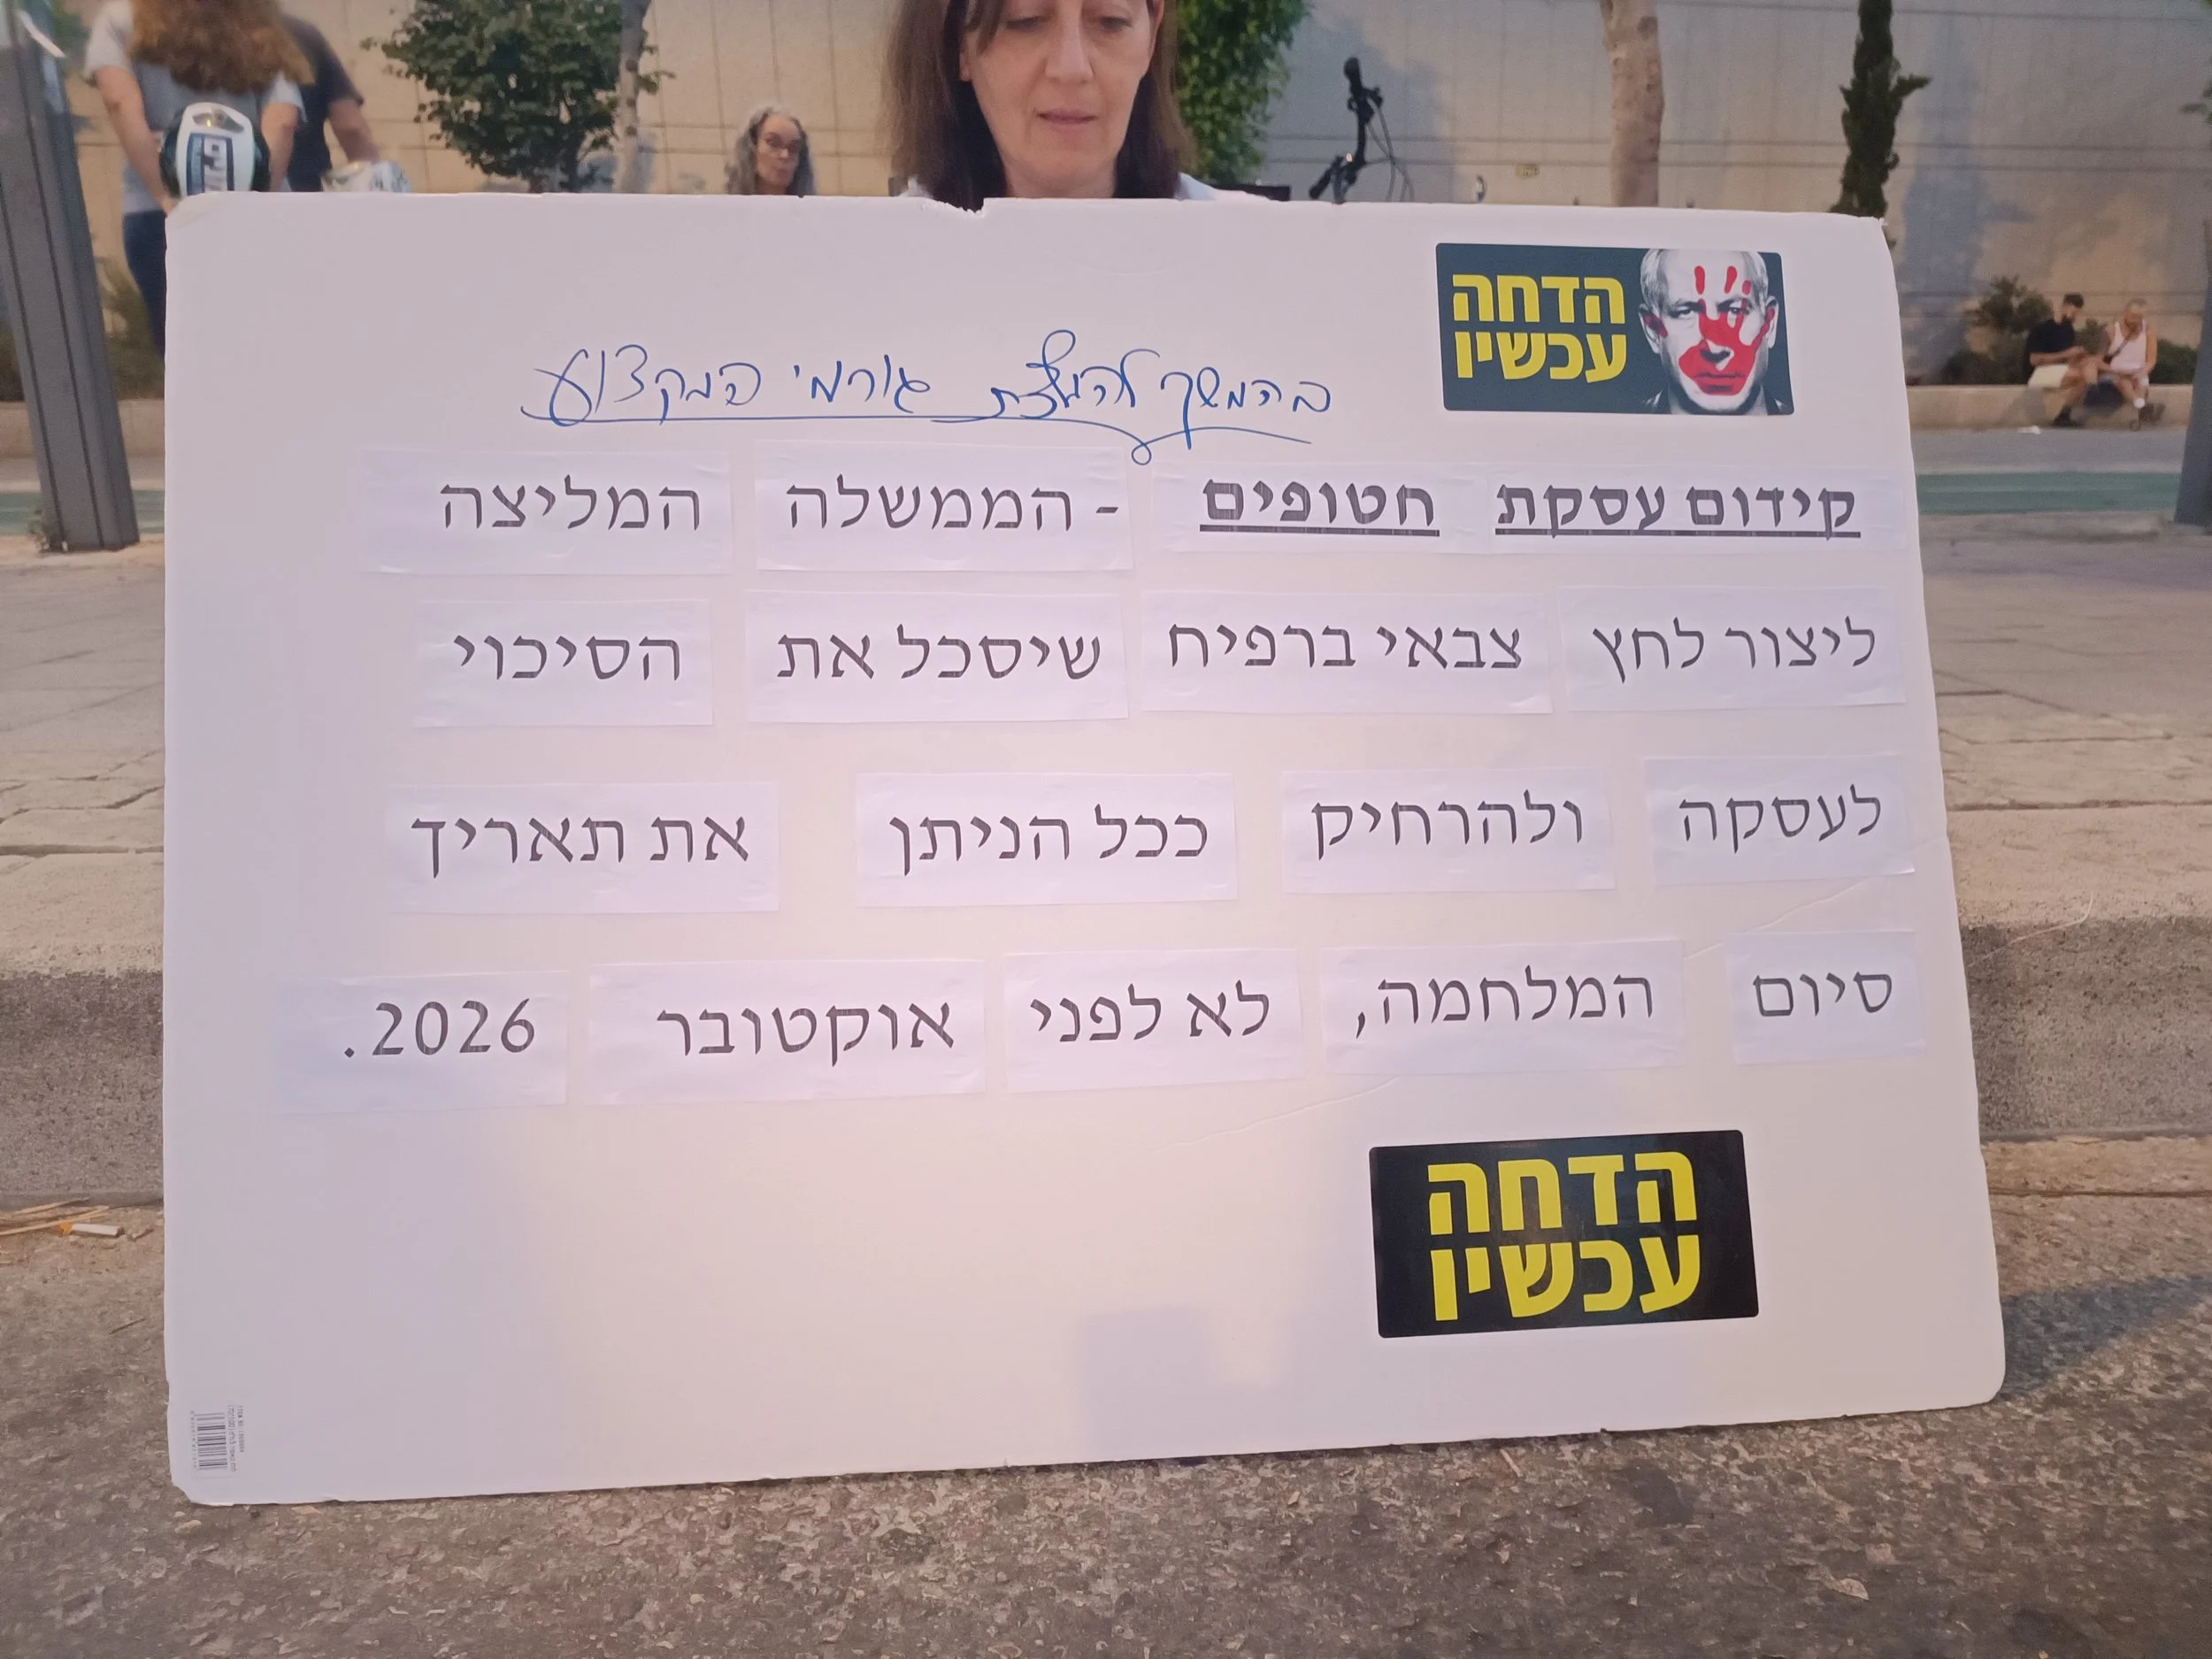 הדחה
עכשיו
בהמשך להמלצת גורמי המקצוע
קידום עסקת חטופים - הממשלה המליצה
ליצור לחץ צבאי ברפיח שיסכל את הסיכוי
לעסקה ולהרחיק ככל הניתן את תאריך
סיום המלחמה, לא לפני אוקטובר 2026.
הדחה
עכשיו